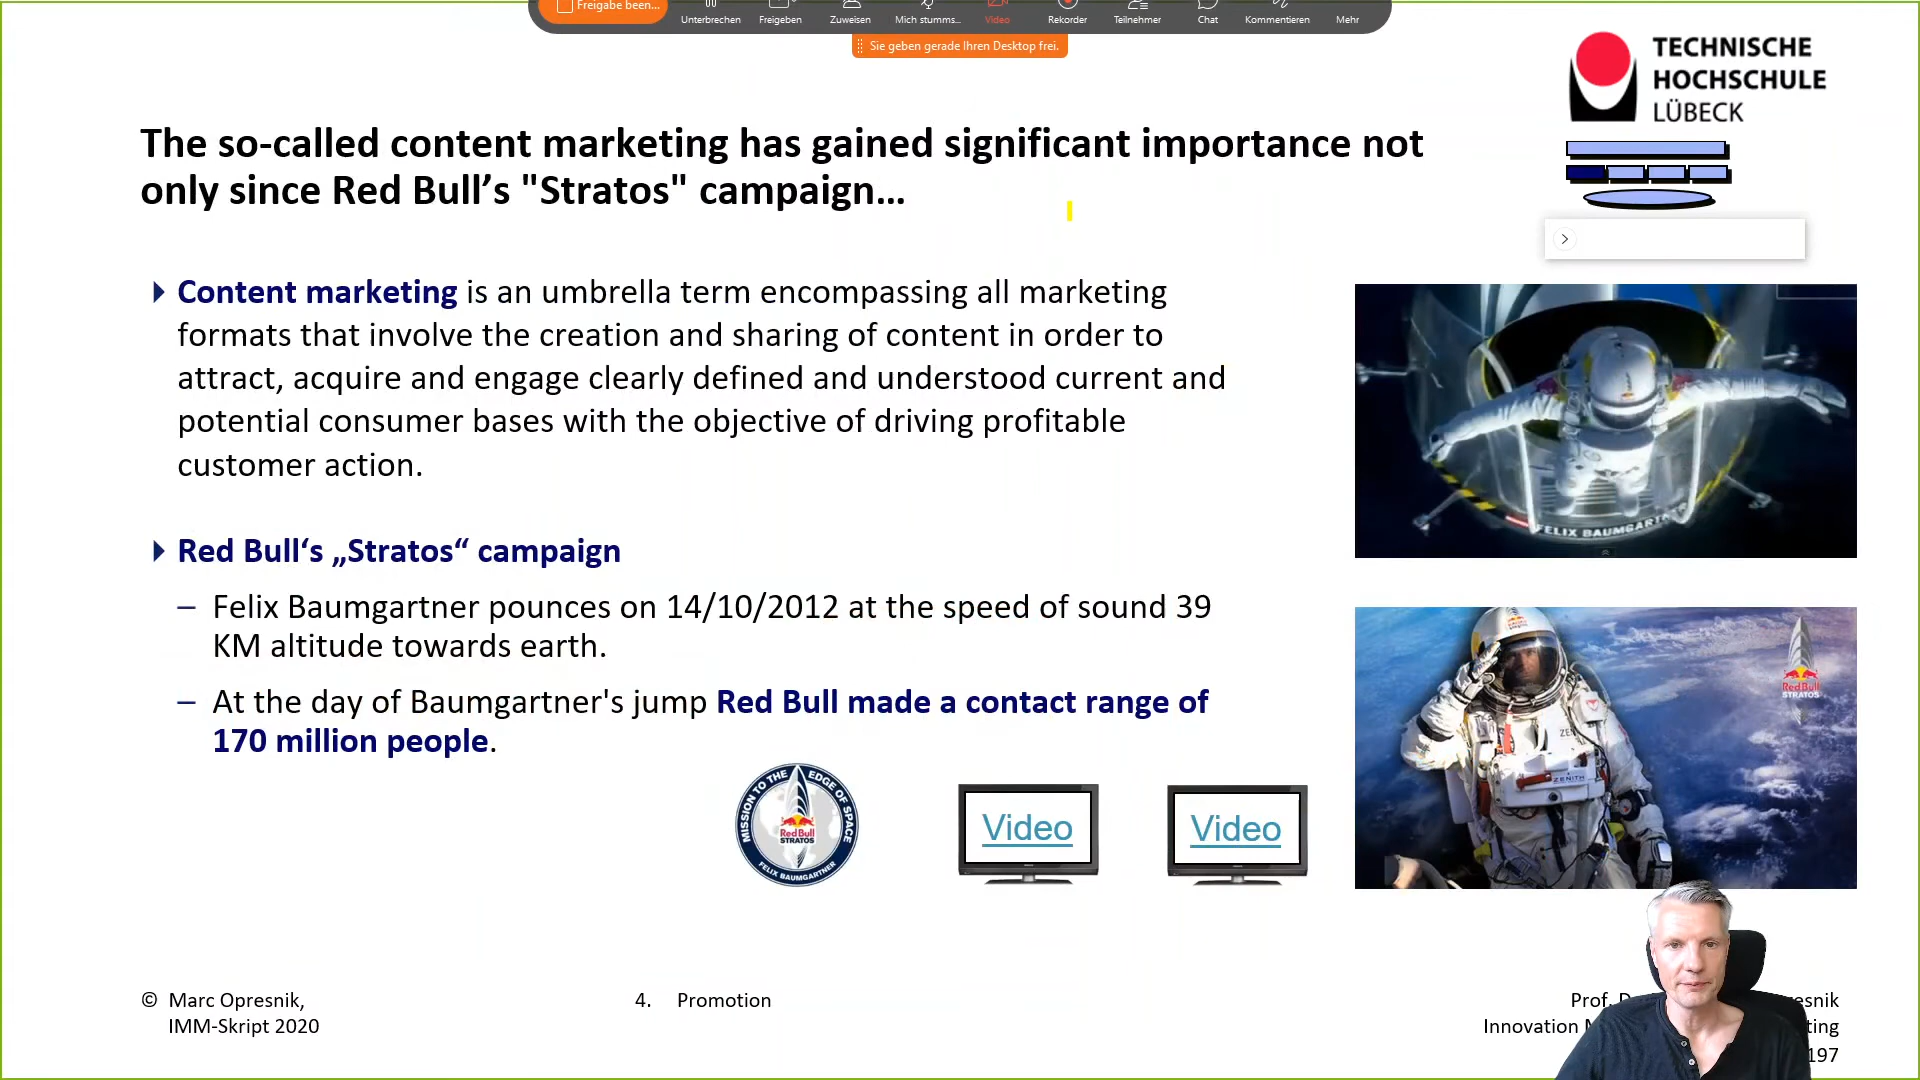 Freigabe been...
Unterbrechen
Freigeben
Zuweisen
Mich stumms...
Video
Rekorder
Teilnehmer
Chat
Kommentieren
Mehr
Sie geben gerade Ihren Desktop frei.
TECHNISCHE
HOCHSCHULE
LÜBECK
The so-called content marketing has gained significant importance not
only since Red Bull’s "Stratos" campaign…
Content marketing is an umbrella term encompassing all marketing
formats that involve the creation and sharing of content in order to
attract, acquire and engage clearly defined and understood current and
potential consumer bases with the objective of driving profitable
customer action.
FELIX BAUMGARTNER
Red Bull‘s „Stratos“ campaign
– Felix Baumgartner pounces on 14/10/2012 at the speed of sound 39
KM altitude towards earth.
– At the day of Baumgartner's jump Red Bull made a contact range of
170 million people.
Red Bull
STRATOS
ZENITH
MISSION TO THE EDGE OF SPACE
Red Bull
STRATOS
FELIX BAUMGARTNER
Video
Video
© Marc Opresnik,
IMM-Skript 2020
4. Promotion
Prof.
Innovation
197